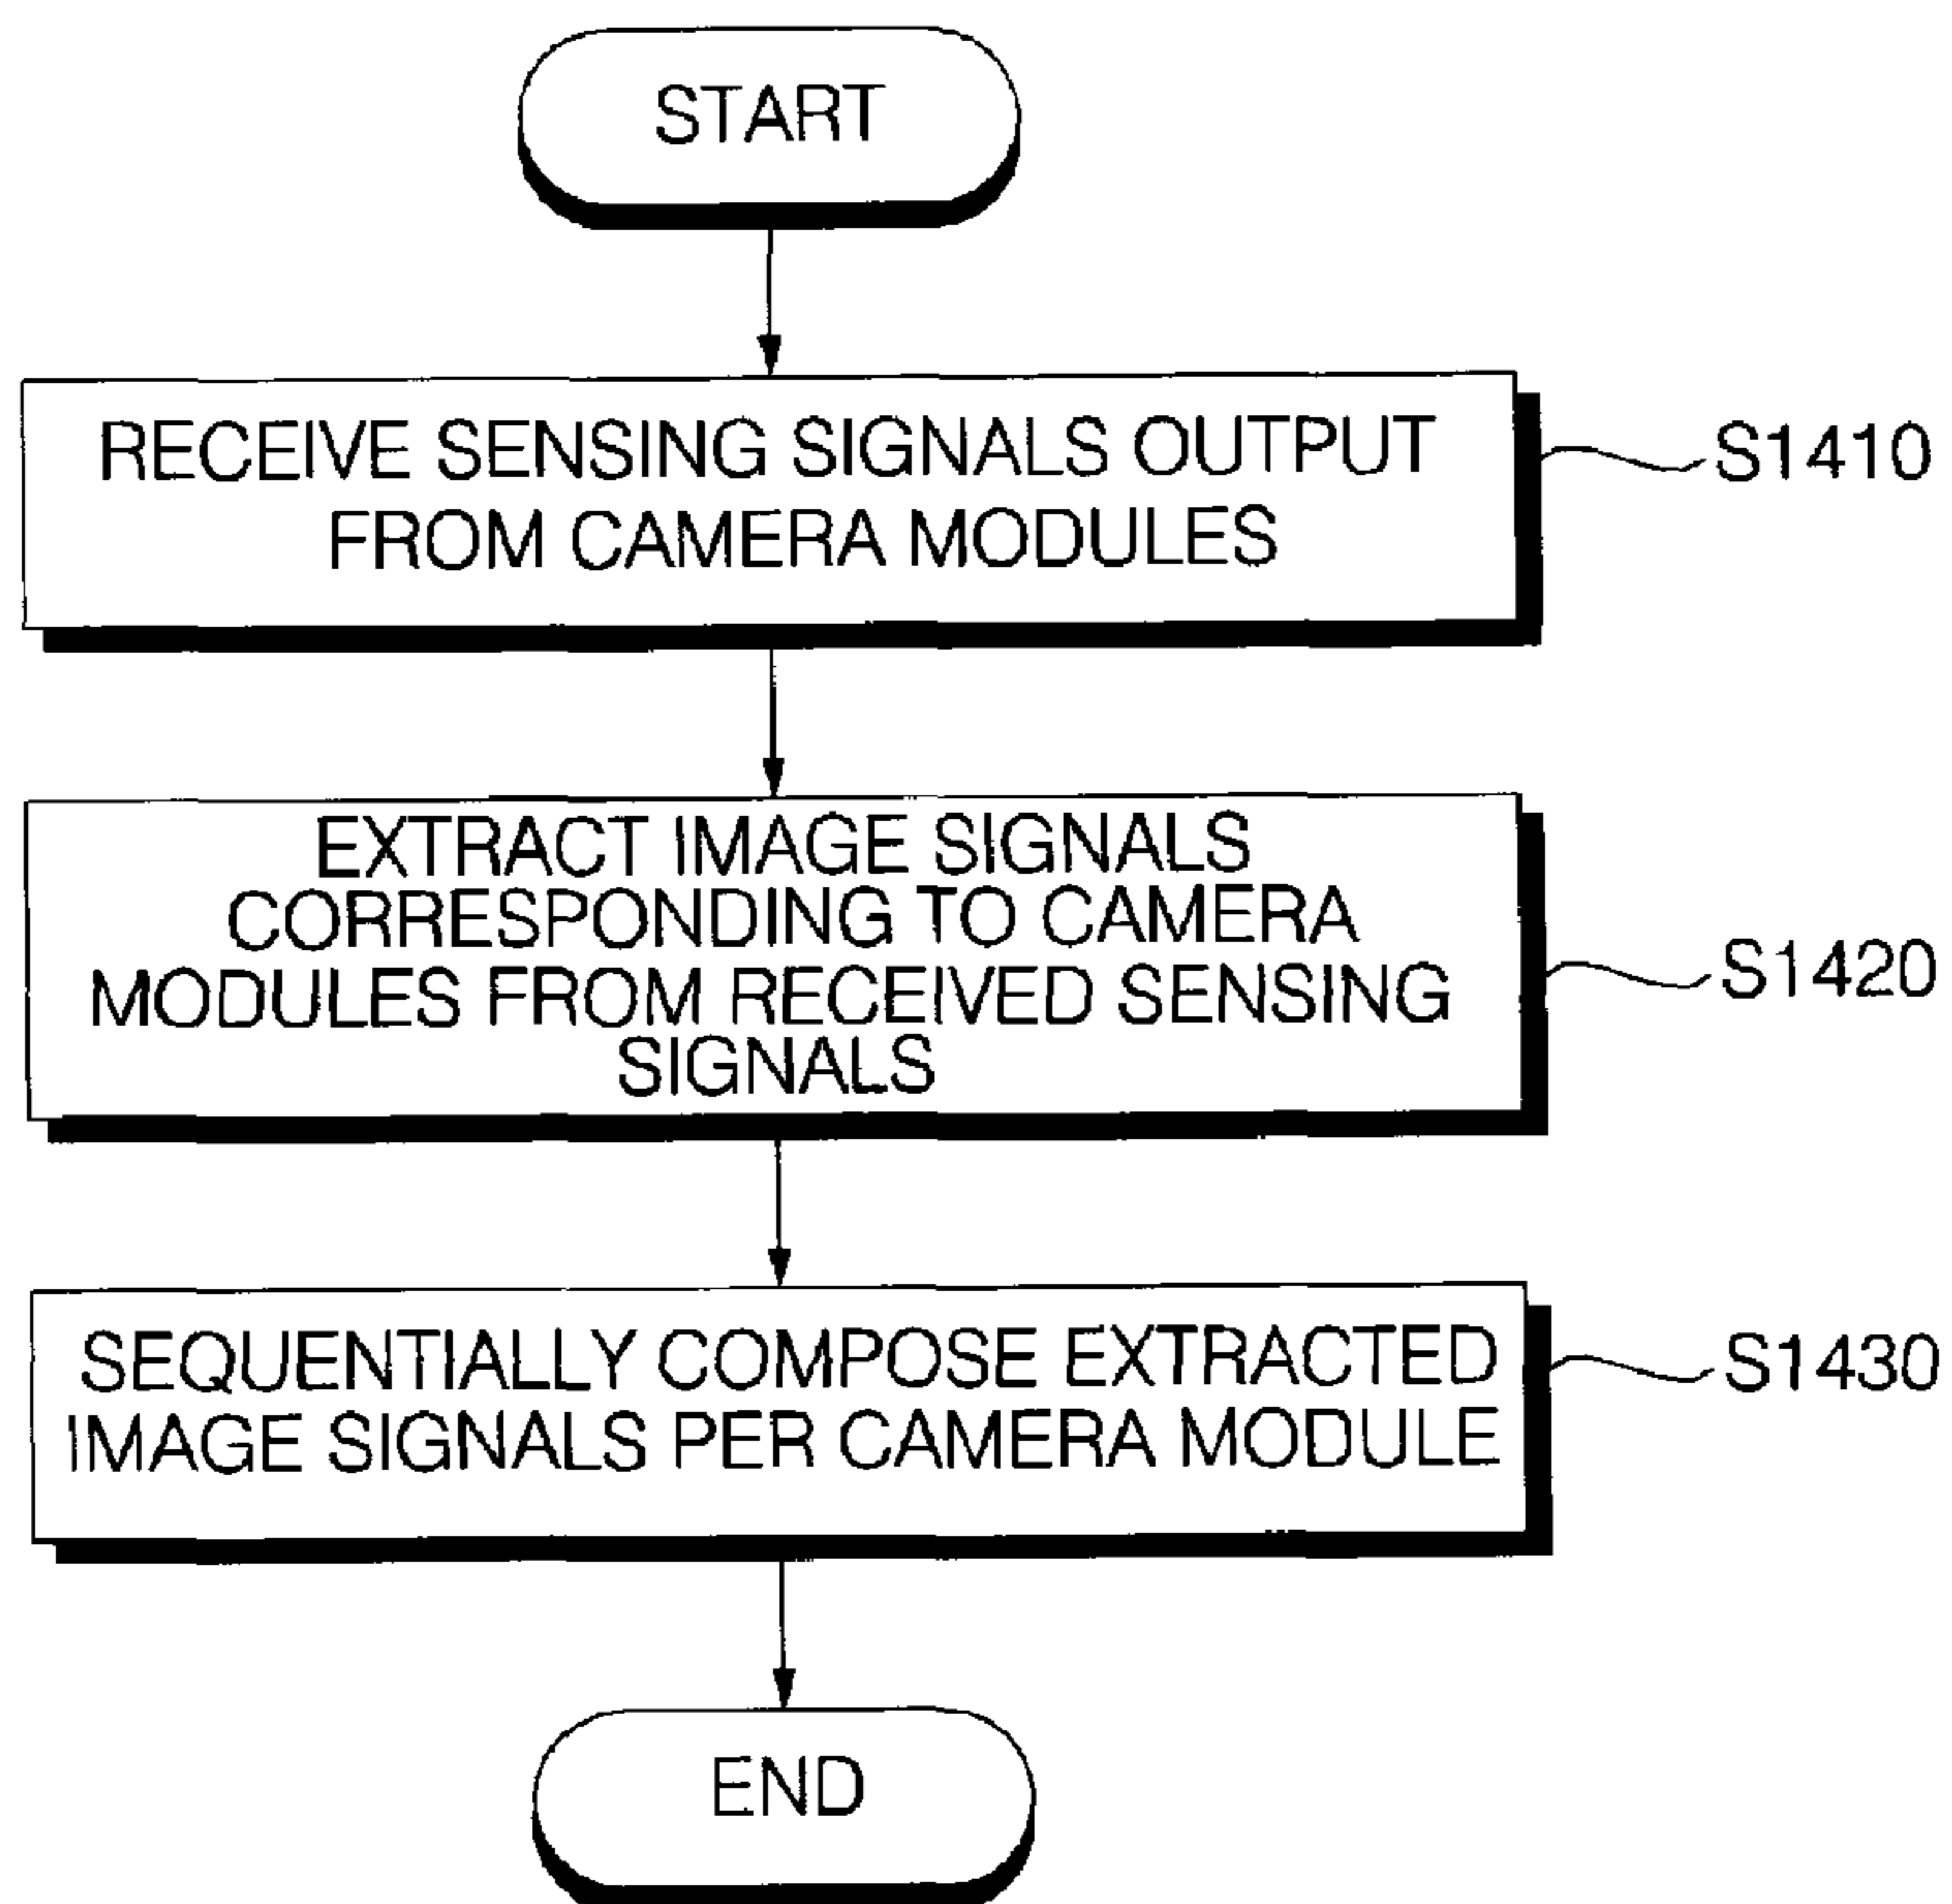 START
RECEIVE SENSING SIGNALS OUTPUT
FROM CAMERA MODULES
S1410
EXTRACT IMAGE SIGNALS
CORRESPONDING TO CAMERA
MODULES FROM RECEIVED SENSING
SIGNALS
S1420
SEQUENTIALLY COMPOSE EXTRACTED
IMAGE SIGNALS PER CAMERA MODULE
S1430
END